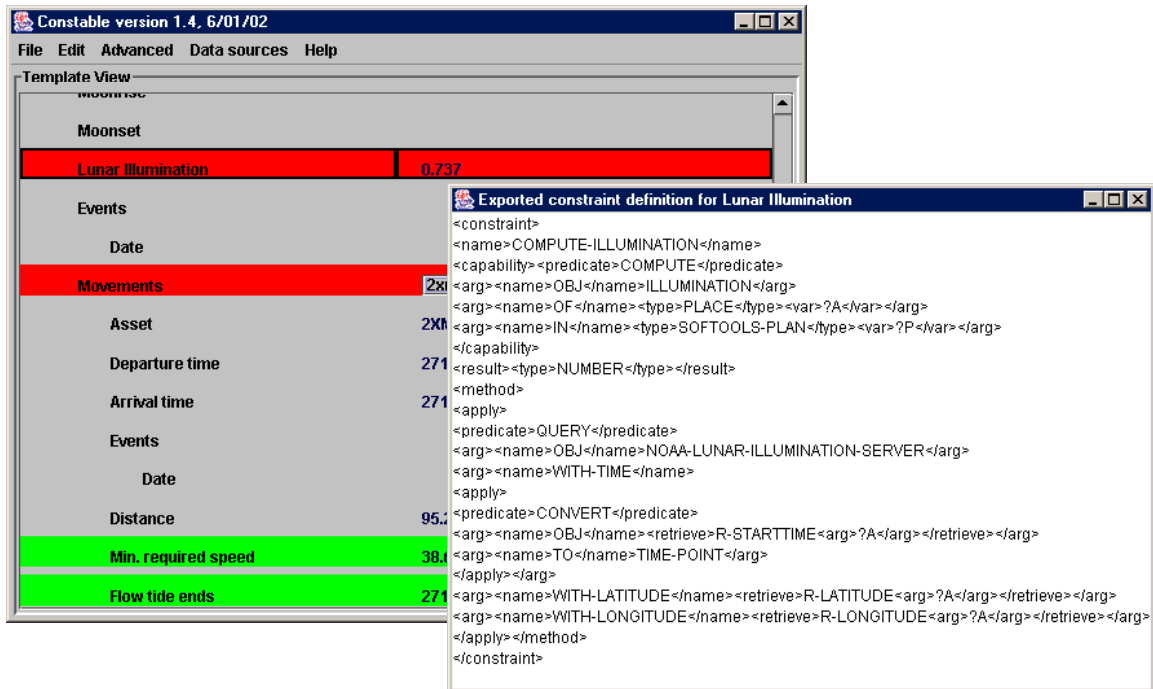 Constable version 1.4, 6/01/02
File Edit Advanced Data sources Help
Template View
Moonrise
Moonset
Lunar Illumination 0.737
Events
Date
Movements
Asset
Departure time 271
Arrival time 271
Events
Date
Distance 95.2
Min. required speed 38.
Flow tide ends 271
Exported constraint definition for Lunar Illumination
<constraint>
<name>COMPUTE-ILLUMINATION</name>
<capability><predicate>COMPUTE</predicate>
<arg><name>OBJ</name>ILLUMINATION</arg>
<arg><name>OF</name><type>PLACE</type><var>?A</var></arg>
<arg><name>IN</name><type>SOFTOOLS-PLAN</type><var>?P</var></arg>
</capability>
<result><type>NUMBER</type></result>
<method>
<apply>
<predicate>QUERY</predicate>
<arg><name>OBJ</name>NOAA-LUNAR-ILLUMINATION-SERVER</arg>
<arg><name>WITH-TIME</name>
<apply>
<predicate>CONVERT</predicate>
<arg><name>OBJ</name><retrieve>R-STARTTIME<arg>?A</arg></retrieve></arg>
<arg><name>TO</name>TIME-POINT</arg>
</apply></arg>
<arg><name>WITH-LATITUDE</name><retrieve>R-LATITUDE<arg>?A</arg></retrieve></arg>
<arg><name>WITH-LONGITUDE</name><retrieve>R-LONGITUDE<arg>?A</arg></retrieve></arg>
</apply></method>
</constraint>